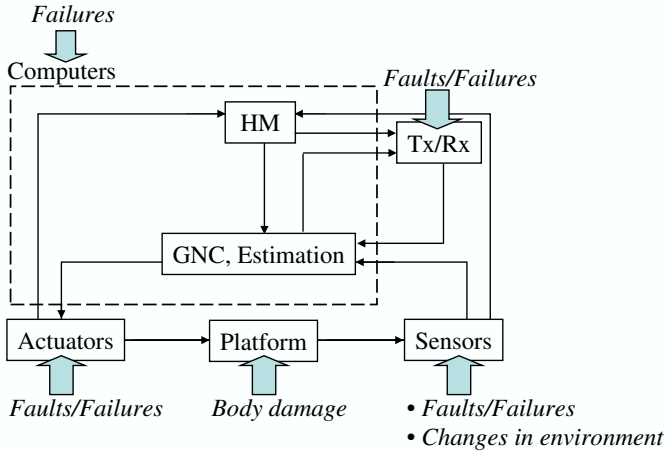 Failures
Computers
Faults/Failures
HM
Tx/Rx
GNC, Estimation
Actuators
Platform
Sensors
Faults/Failures
Body damage
• Faults/Failures
• Changes in environment